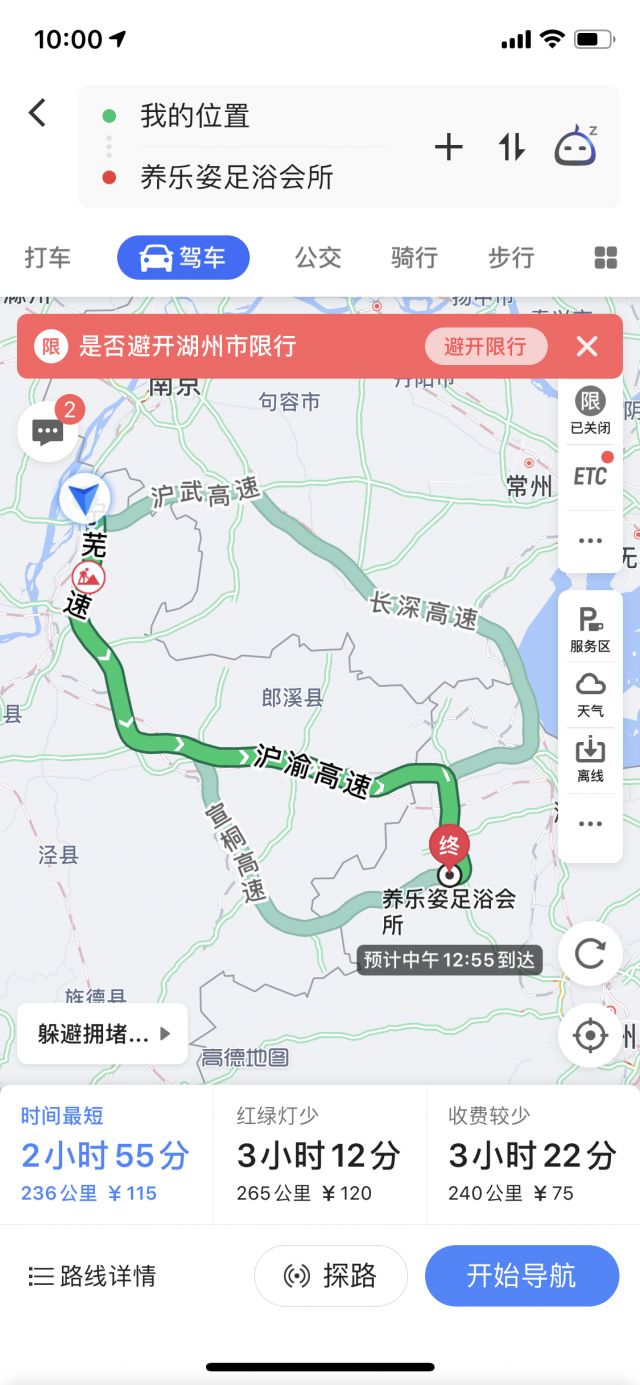 10:00
我的位置
z
养乐姿足浴会所
打车
驾车
公交
骑行
步行
限 是否避开湖州市限行
避开限行
南京
句容市
丹阳市
限
已关闭
2
ETC
常州
沪武高速
芜
速
长深高速
P
服务区
天气
离线
郎溪县
县
沪渝高速
宣桐高速
泾县
终
养乐姿足浴会
所
预计中午12:55到达
旌德县
躲避拥堵...
高德地图
州
时间最短
2小时55分
236公里 ¥115
红绿灯少
3小时12分
265公里 ¥120
收费较少
3小时22分
240公里 ¥75
路线详情
探路
开始导航